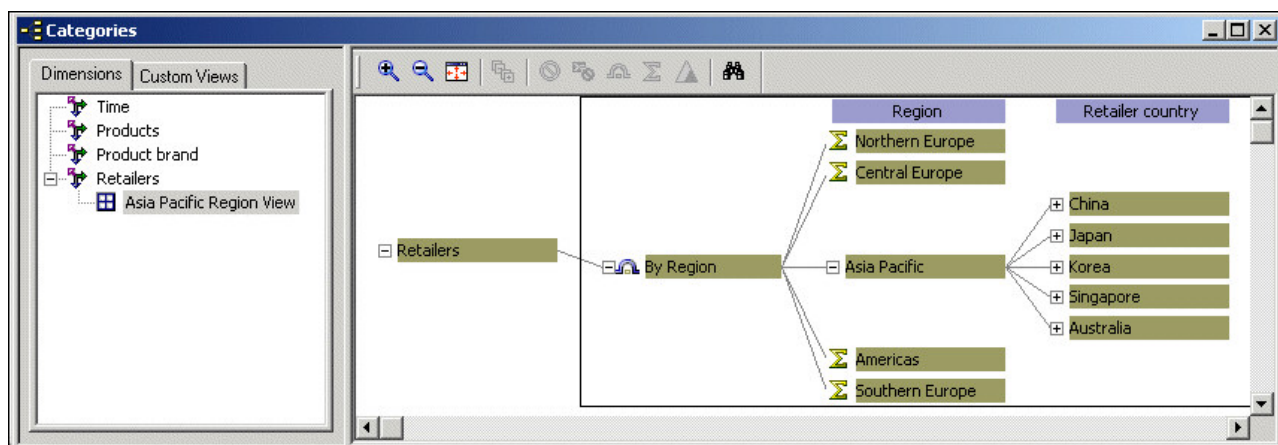 Categories
Dimensions
Custom Views
Time
Products
Product brand
Retailers
Asia Pacific Region View
Region
Retailer country
Northern Europe
Central Europe
China
Japan
Retailers
By Region
Asia Pacific
Korea
Singapore
Australia
Americas
Southern Europe